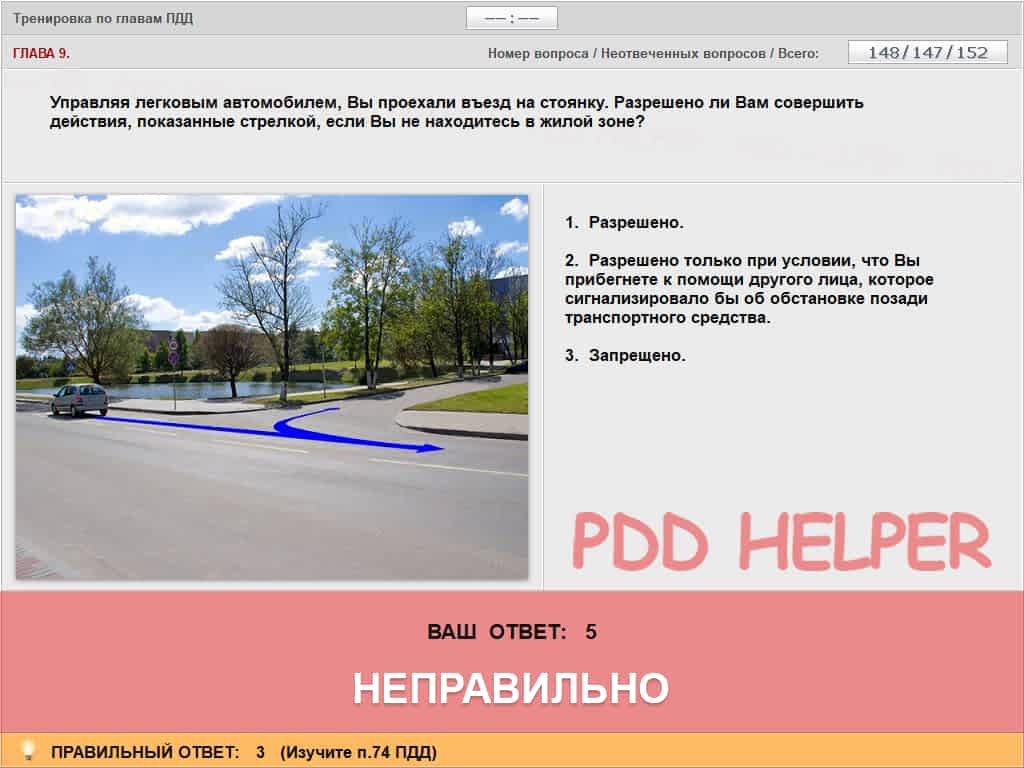 Тренировка по главам ПДД
—— : ——
ГЛАВА 9.
Номер вопроса / Неотвеченных вопросов / Всего:
148/147/152
Управляя легковым автомобилем, Вы проехали въезд на стоянку. Разрешено ли Вам совершить
действия, показанные стрелкой, если Вы не находитесь в жилой зоне?
1. Разрешено.
2. Разрешено только при условии, что Вы
прибегнете к помощи другого лица, которое
сигнализировало бы об обстановке позади
транспортного средства.
3. Запрещено.
PDD HELPER
ВАШ ОТВЕТ: 5
НЕПРАВИЛЬНО
ПРАВИЛЬНЫЙ ОТВЕТ: 3 (Изучите п.74 ПДД)